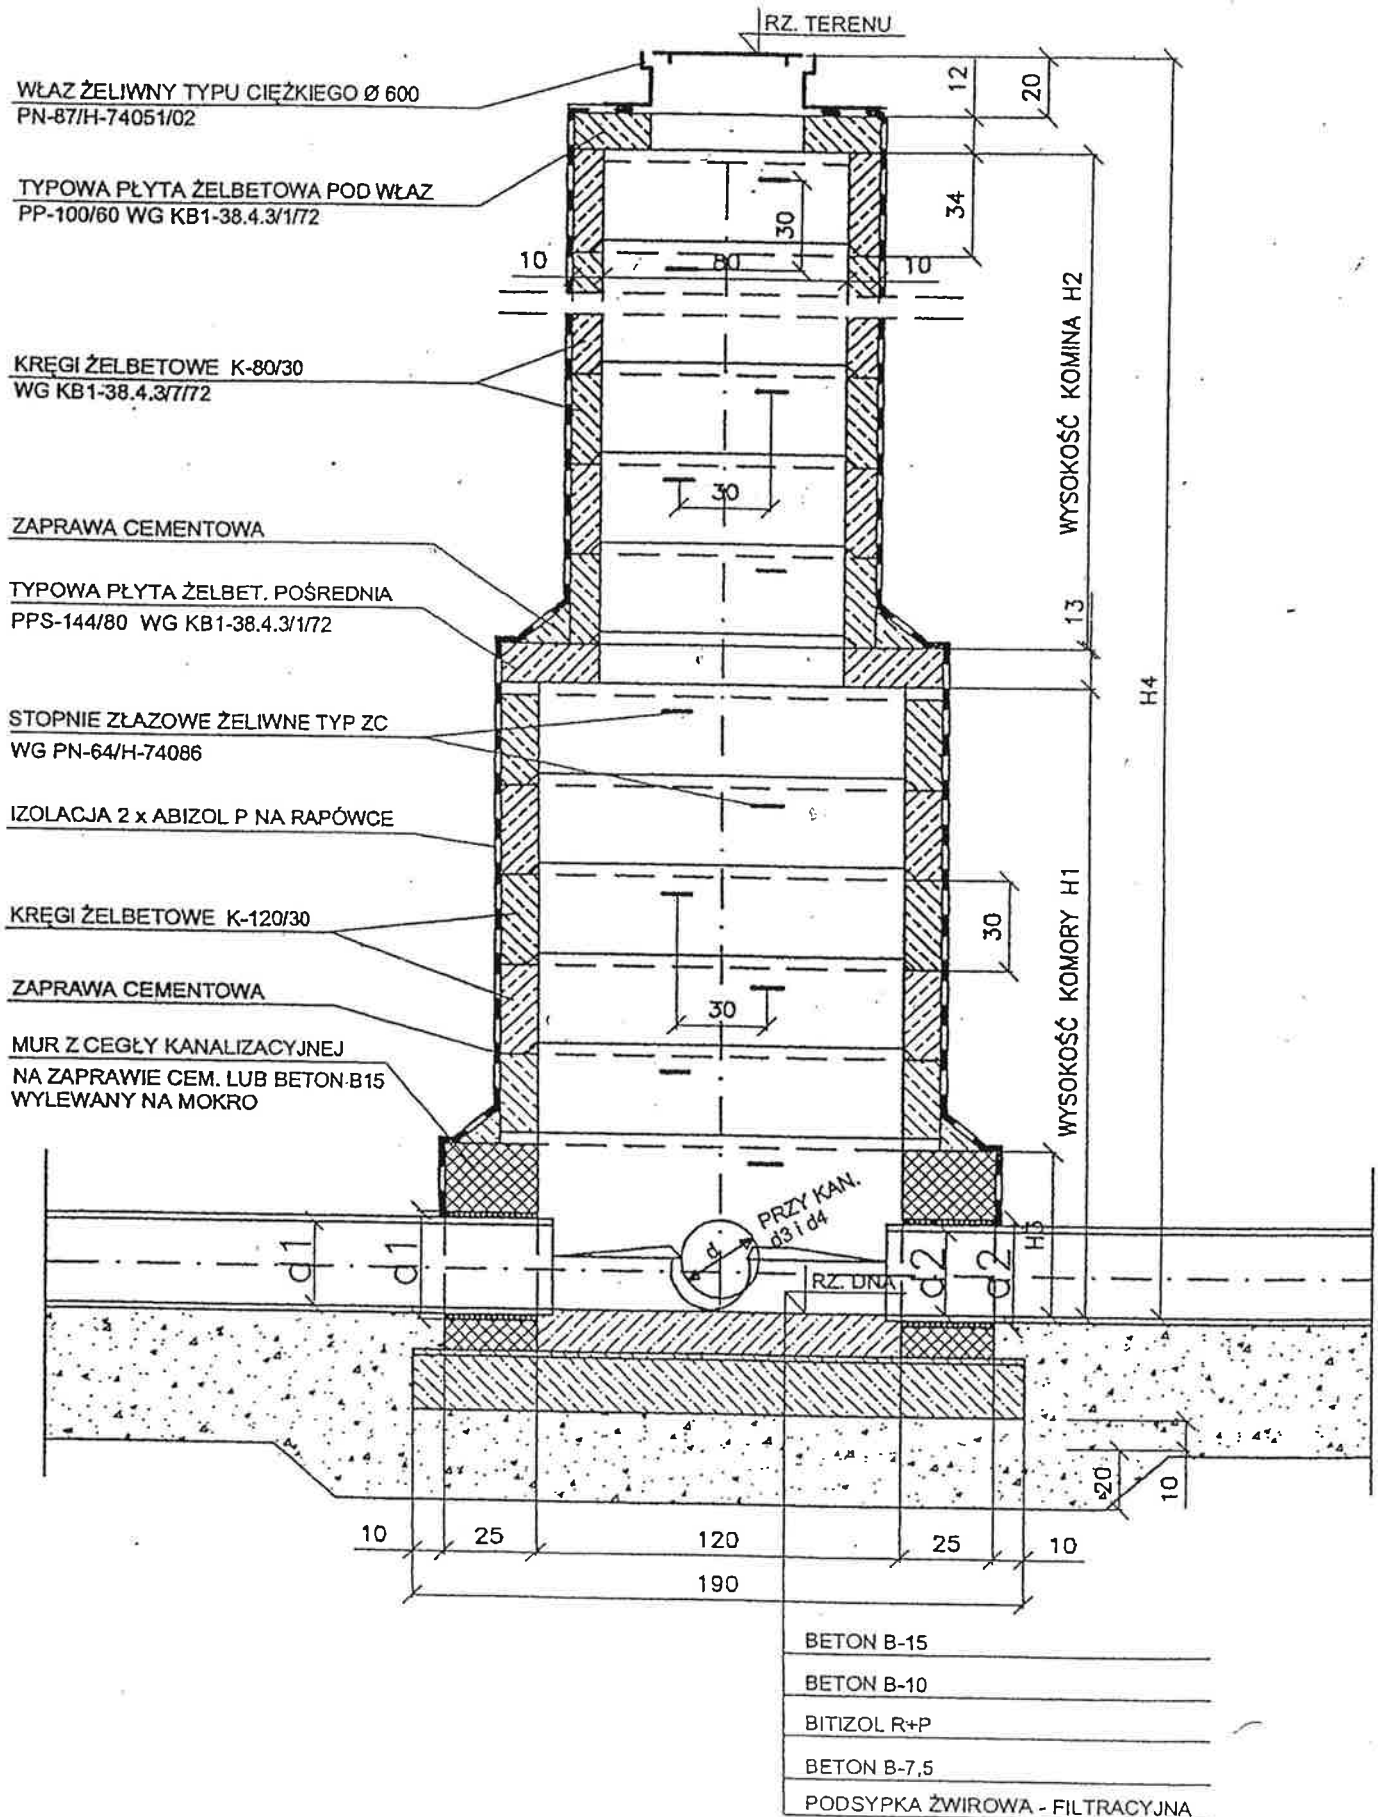 RZ. TERENU
WŁAZ ŻELIWNY TYPU CIĘŻKIEGO Ø 600
PN-87/H-74051/02
12
20
TYPOWA PŁYTA ŻELBETOWA POD WŁAZ
PP-100/60 WG KB1-38.4.3/1/72
30
34
10
80
10
WYSOKOŚĆ KOMINA H2
KRĘGI ŻELBETOWE K-80/30
WG KB1-38.4.3/7/72
30
ZAPRAWA CEMENTOWA
TYPOWA PŁYTA ŻELBET. POŚREDNIA
PPS-144/80 WG KB1-38.4.3/1/72
13
H4
STOPNIE ZŁAZOWE ŻELIWNE TYP ZC
WG PN-64/H-74086
IZOLACJA 2 x ABIZOL P NA RAPÓWCE
KRĘGI ŻELBETOWE K-120/30
30
WYSOKOŚĆ KOMORY H1
ZAPRAWA CEMENTOWA
30
MUR Z CEGŁY KANALIZACYJNEJ
NA ZAPRAWIE CEM. LUB BETON B15
WYLEWANY NA MOKRO
PRZY KAN.
d3 i d4
d
d1
d1
d2
d2
H3
RZ. DNA
20
10
10
25
120
25
10
190
BETON B-15
BETON B-10
BITIZOL R+P
BETON B-7,5
PODSYPKA ŻWIROWA - FILTRACYJNA